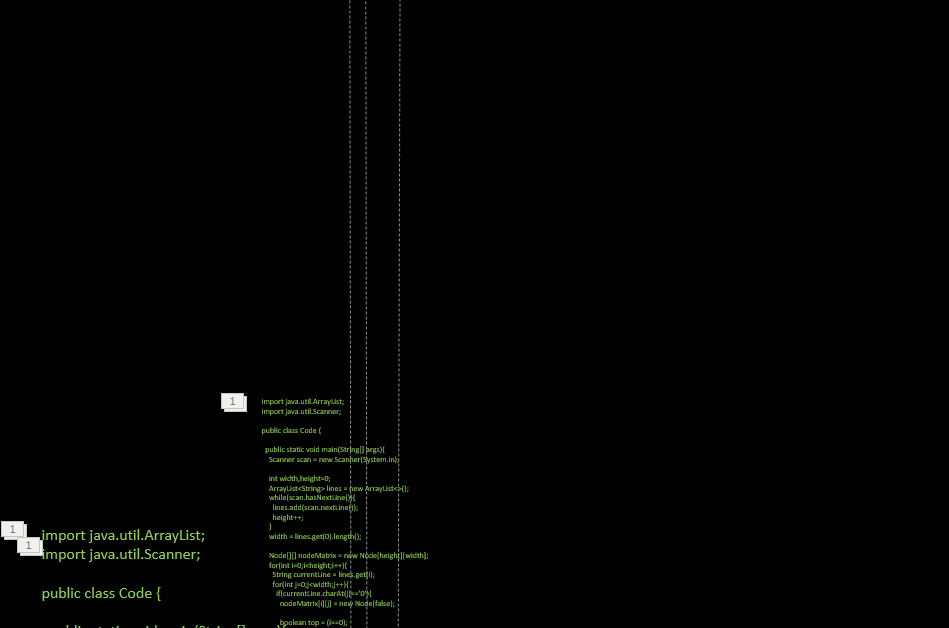 1
import java.util.ArrayList;
import java.util.Scanner;
public class Code {
public static void main(String[] args){
Scanner scan = new Scanner(System.in);
int width,height=0;
ArrayList<String> lines = new ArrayList<>();
while(scan.hasNextLine()){
lines.add(scan.nextLine());
height++;
}
width = lines.get(0).length();
Node[][] nodeMatrix = new Node[height][width];
for(int i=0;i<height;i++){
String currentLine = lines.get(i);
for(int j=0;j<width;j++){
if(currentLine.charAt(j)=='0'){
nodeMatrix[i][j] = new Node(false);
boolean top = (i==0);
1
1
import java.util.ArrayList;
import java.util.Scanner;
public class Code {